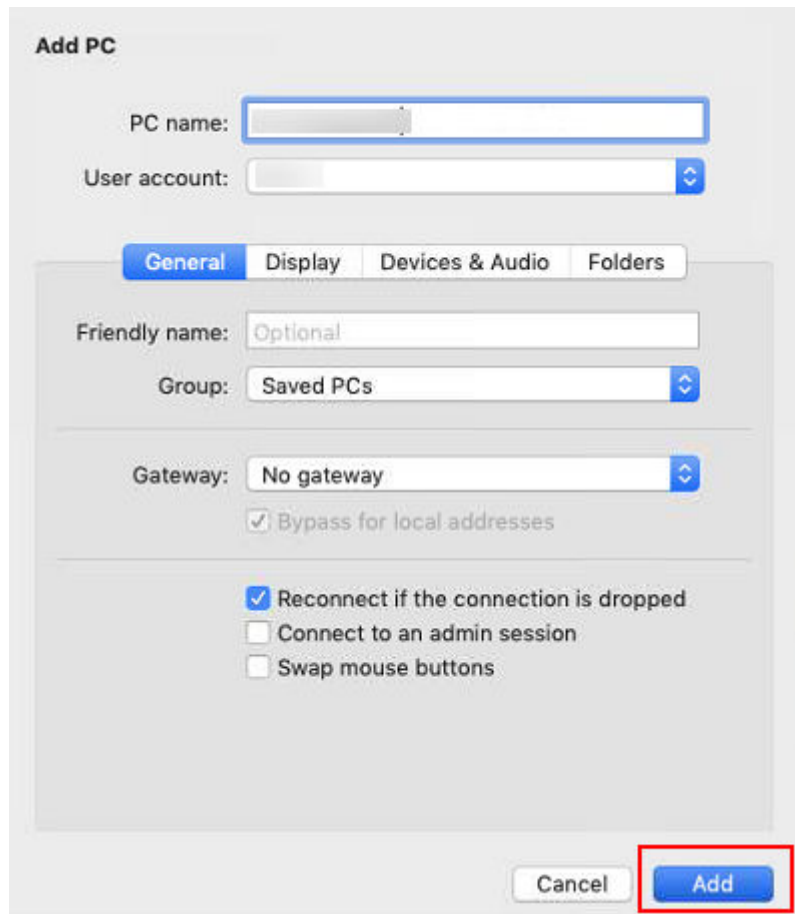 Add PC
PC name:
User account:
General Display Devices & Audio Folders
Friendly name: Optional
Group: Saved PCs
Gateway: No gateway
Bypass for local addresses
Reconnect if the connection is dropped
Connect to an admin session
Swap mouse buttons
Cancel Add